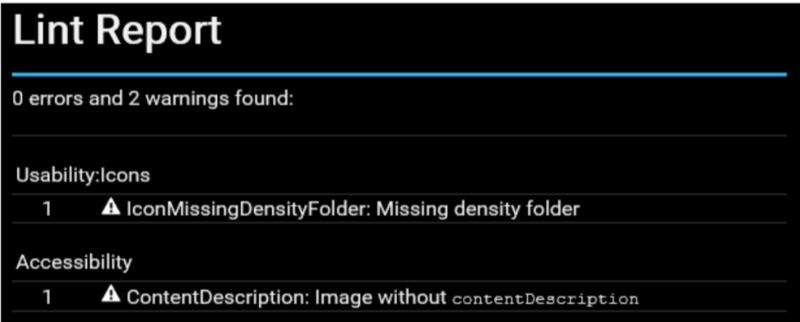 Lint Report
0 errors and 2 warnings found:
Usability:Icons
1 IconMissingDensityFolder: Missing density folder
Accessibility
1 ContentDescription: Image without contentDescription